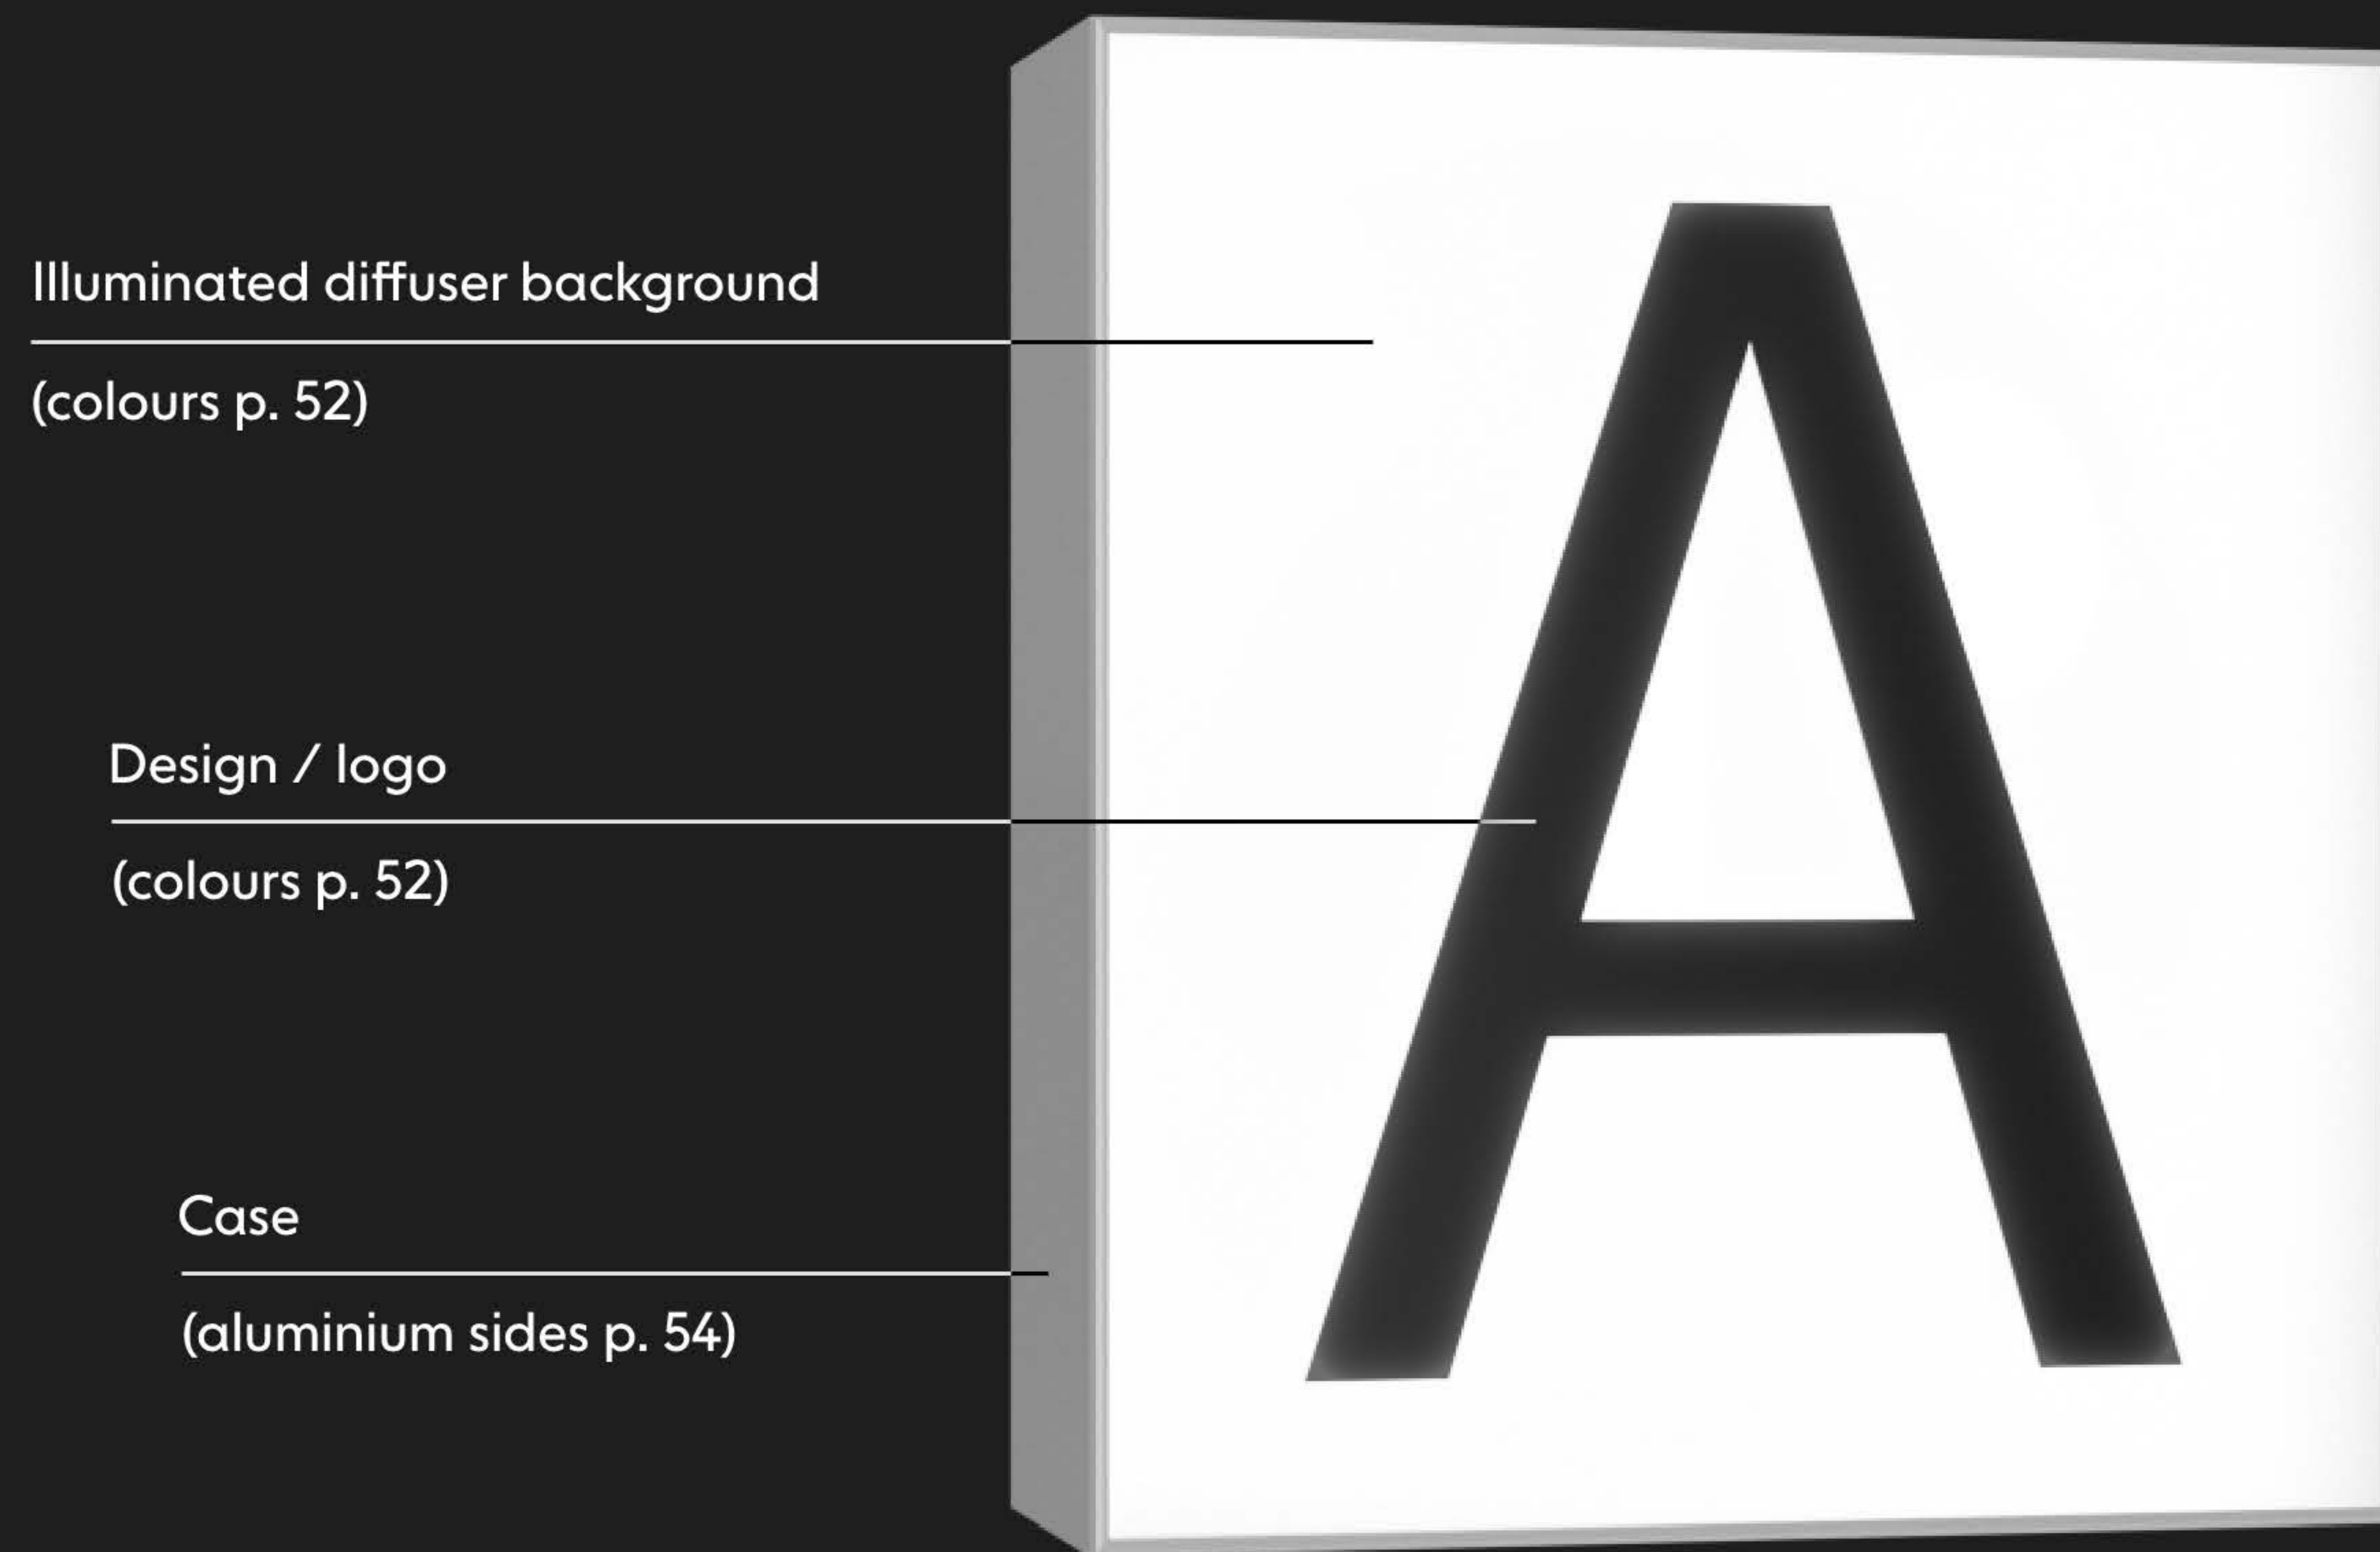 Illuminated diffuser background
(colours p. 52)
Design / logo
(colours p. 52)
Case
(aluminium sides p. 54)
A